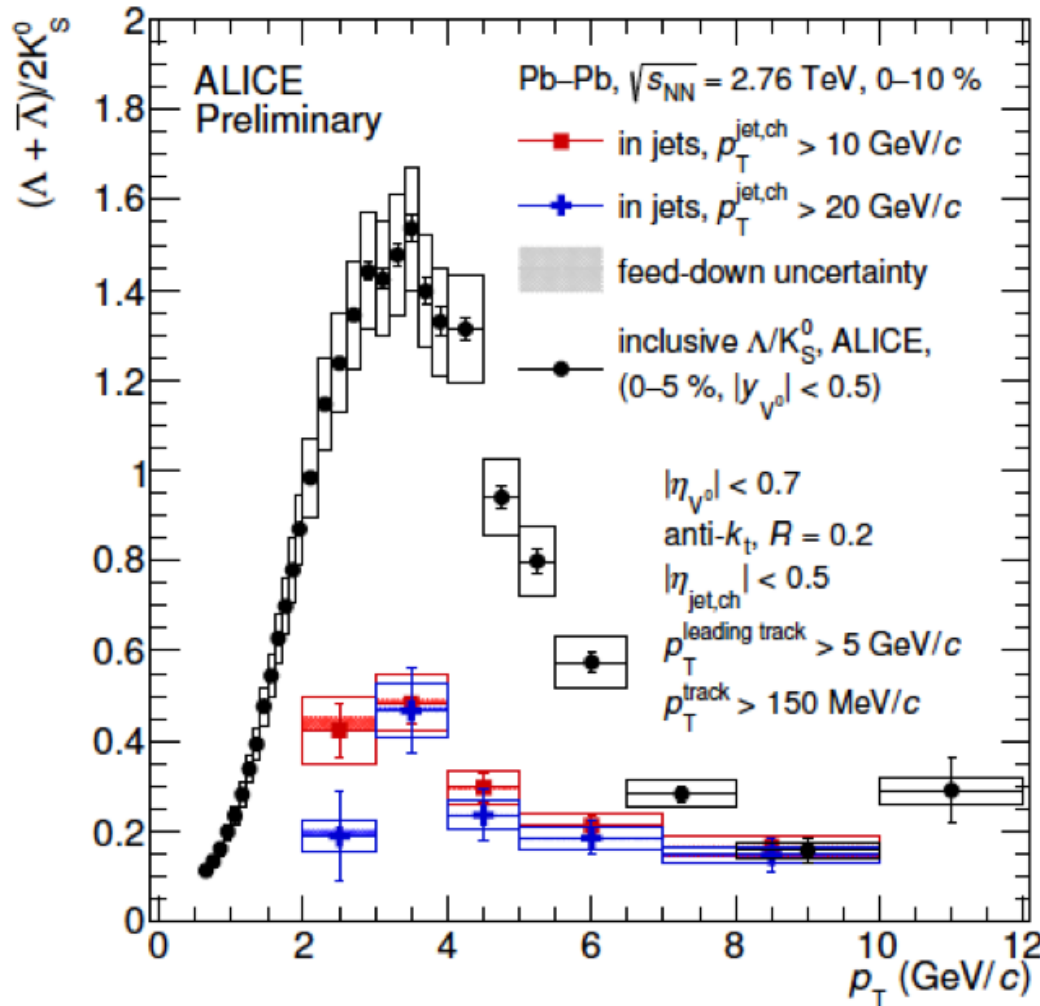 (Λ + Λ̅)/2K⁰_S
2
1.8
1.6
1.4
1.2
1
0.8
0.6
0.4
0.2
0
ALICE
Preliminary
Pb–Pb, √s_NN = 2.76 TeV, 0–10 %
in jets, p_T^jet,ch > 10 GeV/c
in jets, p_T^jet,ch > 20 GeV/c
feed-down uncertainty
inclusive Λ/K⁰_S, ALICE,
(0–5 %, |y_V⁰| < 0.5)
|η_V⁰| < 0.7
anti-k_t, R = 0.2
|η_jet,ch| < 0.5
p_T^leading track > 5 GeV/c
p_T^track > 150 MeV/c
0 2 4 6 8 10 12
p_T (GeV/c)